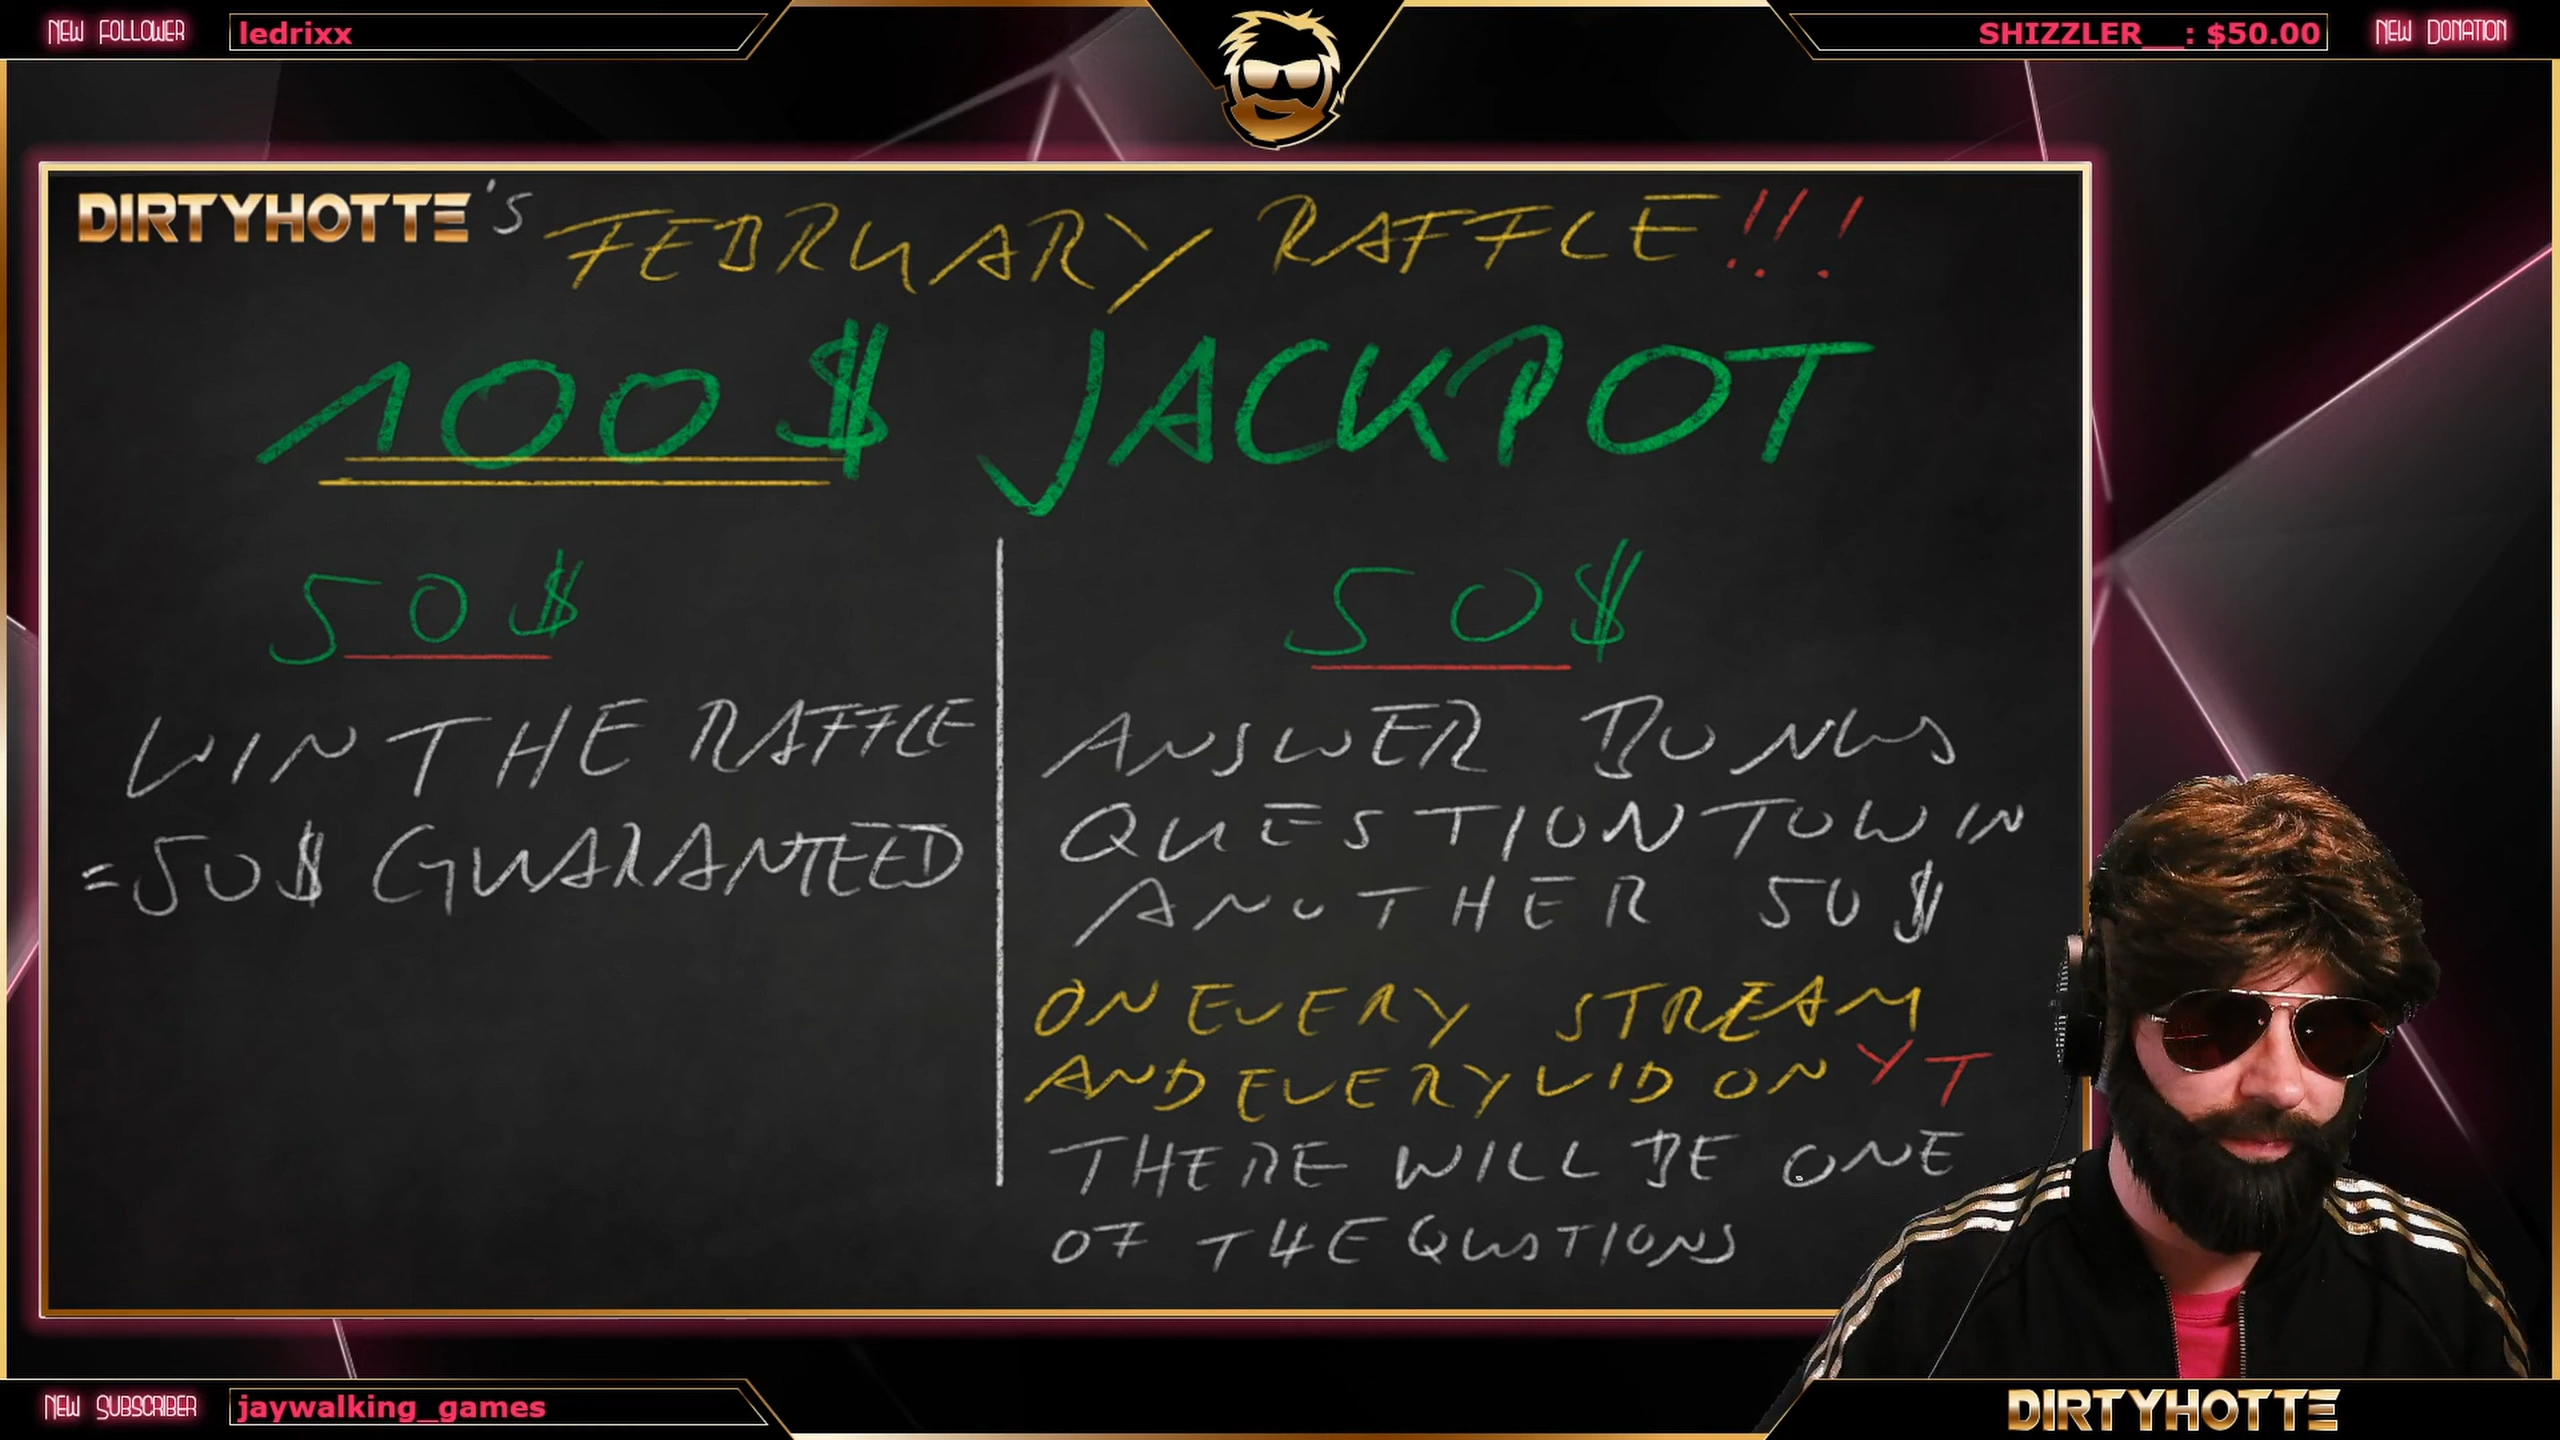 NEW FOLLOWER ledrixx
SHIZZLER__: $50.00 NEW DONATION
DIRTYHOTTE's FEBRUARY RAFFLE!!!
100$ JACKPOT
50$
WIN THE RAFFLE
=50$ GUARANTEED
50$
ANSWER BONUS
QUESTION TO WIN
ANOTHER 50$
ON EVERY STREAM
AND EVERY VID ON YT
THERE WILL BE ONE
OF THE QUSTIONS
NEW SUBSCRIBER jaywalking_games
DIRTYHOTTE